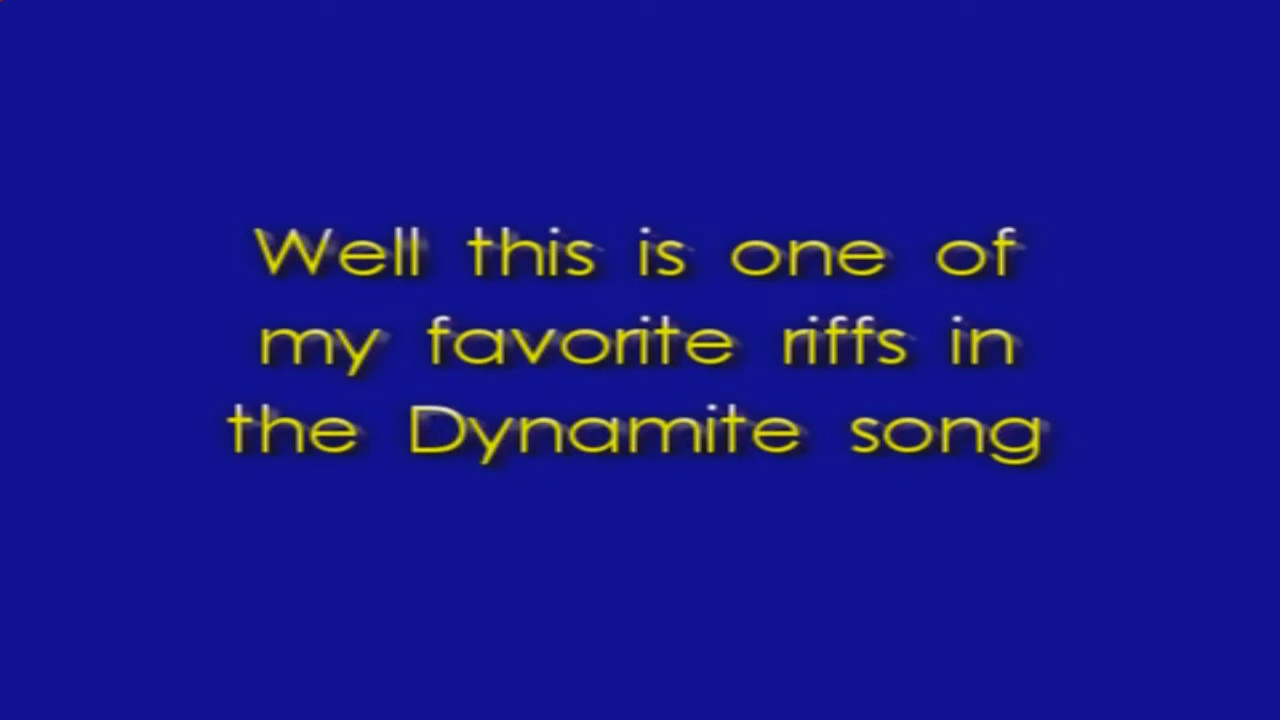 Well this is one of
my favorite riffs in
the Dynamite song